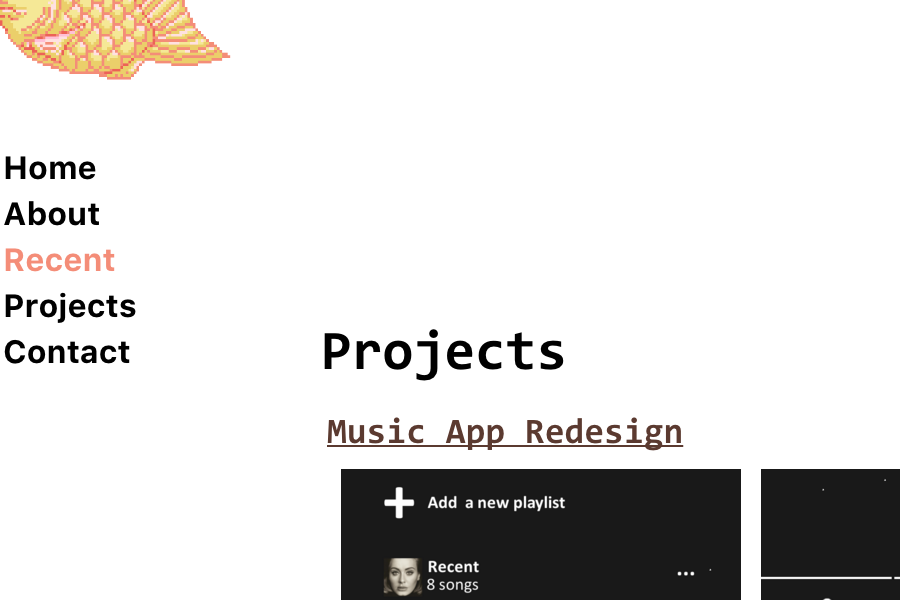 Home
About
Recent
Projects
Contact
Projects
Music App Redesign
Add a new playlist
Recent
8 songs